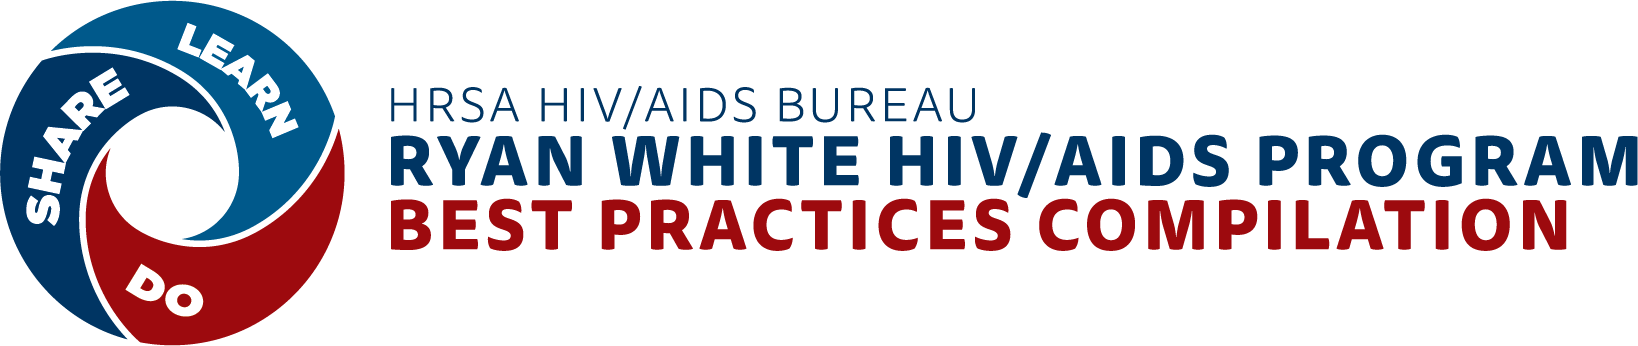 SHARE
LEARN
DO
HRSA HIV/AIDS BUREAU
RYAN WHITE HIV/AIDS PROGRAM
BEST PRACTICES COMPILATION